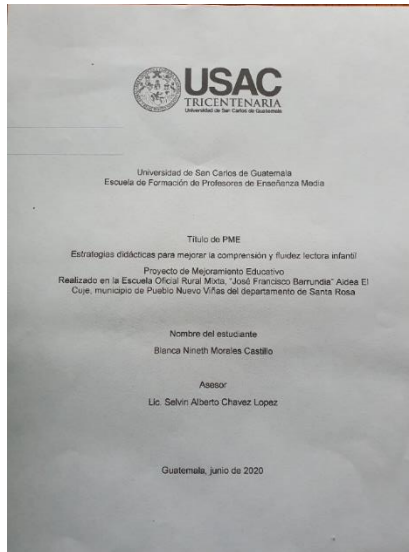 USAC
TRICENTENARIA
Universidad de San Carlos de Guatemala
Universidad de San Carlos de Guatemala
Escuela de Formación de Profesores de Enseñanza Media
Título de PME
Estrategias didácticas para mejorar la comprensión y fluidez lectora infantil
Proyecto de Mejoramiento Educativo
Realizado en la Escuela Oficial Rural Mixta, "José Francisco Barrundia" Aldea El
Cuje, municipio de Pueblo Nuevo Viñas del departamento de Santa Rosa
Nombre del estudiante
Blanca Nineth Morales Castillo
Asesor
Lic. Selvin Alberto Chavez Lopez
Guatemala, junio de 2020